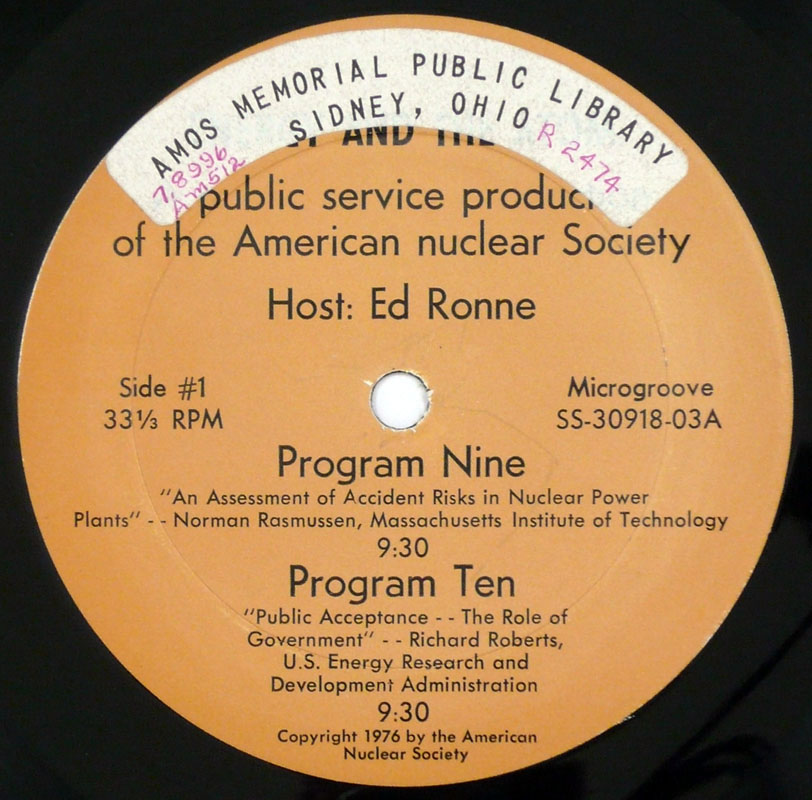 AMOS MEMORIAL PUBLIC LIBRARY
SIDNEY, OHIO
78996
Am512
R 2474
AND THE
public service produc
of the American nuclear Society
Host: Ed Ronne
Side #1
33⅓ RPM
Microgroove
SS-30918-03A
Program Nine
"An Assessment of Accident Risks in Nuclear Power
Plants" - - Norman Rasmussen, Massachusetts Institute of Technology
9:30
Program Ten
"Public Acceptance - - The Role of
Government" - - Richard Roberts,
U.S. Energy Research and
Development Administration
9:30
Copyright 1976 by the American
Nuclear Society